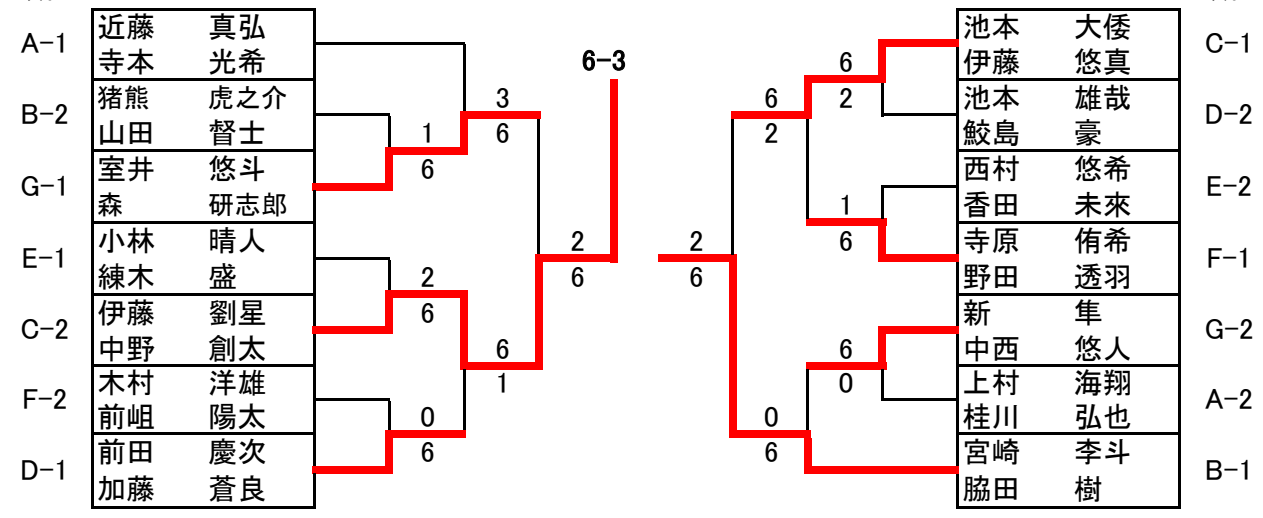 A-1
近藤 真弘
寺本 光希
B-2
猪熊 虎之介
山田 督士
G-1
室井 悠斗
森 研志郎
E-1
小林 晴人
練木 盛
C-2
伊藤 劉星
中野 創太
F-2
木村 洋雄
前岨 陽太
D-1
前田 慶次
加藤 蒼良
1
6
2
6
0
6
3
6
6
1
2
6
6-3
2
6
6
2
0
6
6
2
1
6
6
0
池本 大倭
伊藤 悠真
C-1
池本 雄哉
鮫島 豪
D-2
西村 悠希
香田 未來
E-2
寺原 侑希
野田 透羽
F-1
新 隼
中西 悠人
G-2
上村 海翔
桂川 弘也
A-2
宮崎 李斗
脇田 樹
B-1